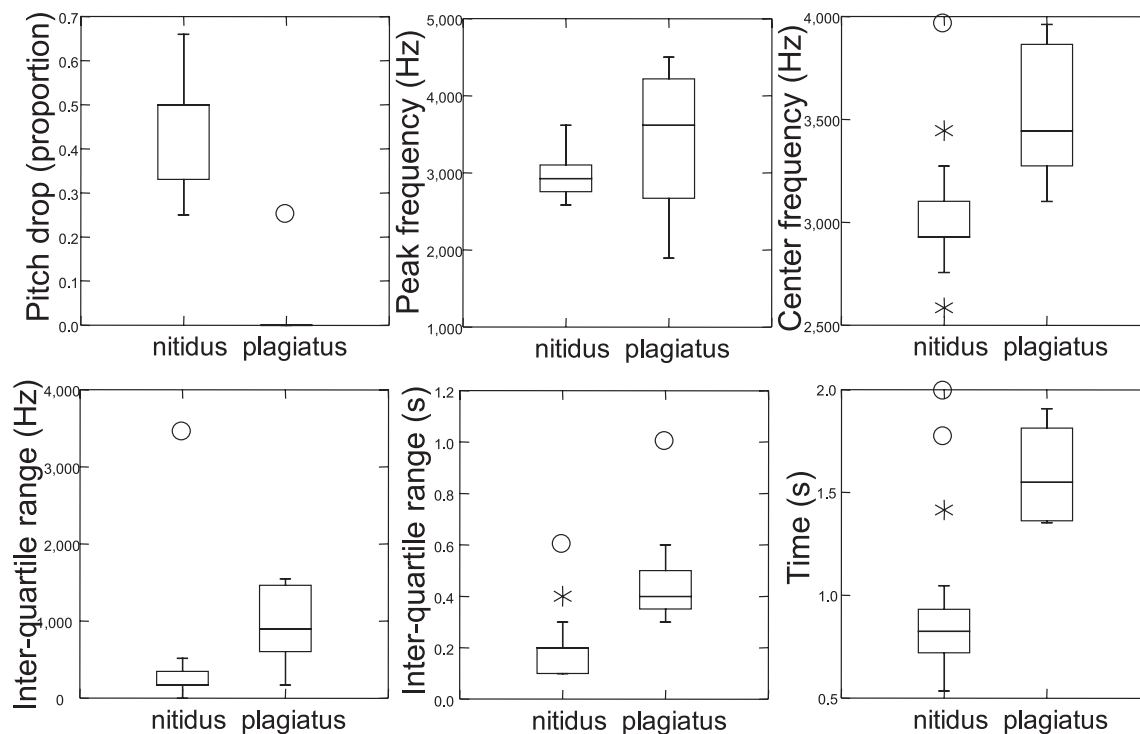 Pitch drop (proportion)
0.7
0.6
0.5
0.4
0.3
0.2
0.1
0.0
nitidus plagiatus
Peak frequency (Hz)
5,000
4,000
3,000
2,000
1,000
nitidus plagiatus
Center frequency (Hz)
4,000
3,500
3,000
2,500
nitidus plagiatus
Inter-quartile range (Hz)
4,000
3,000
2,000
1,000
0
nitidus plagiatus
Inter-quartile range (s)
1.2
1.0
0.8
0.6
0.4
0.2
0.0
nitidus plagiatus
Time (s)
2.0
1.5
1.0
0.5
nitidus plagiatus